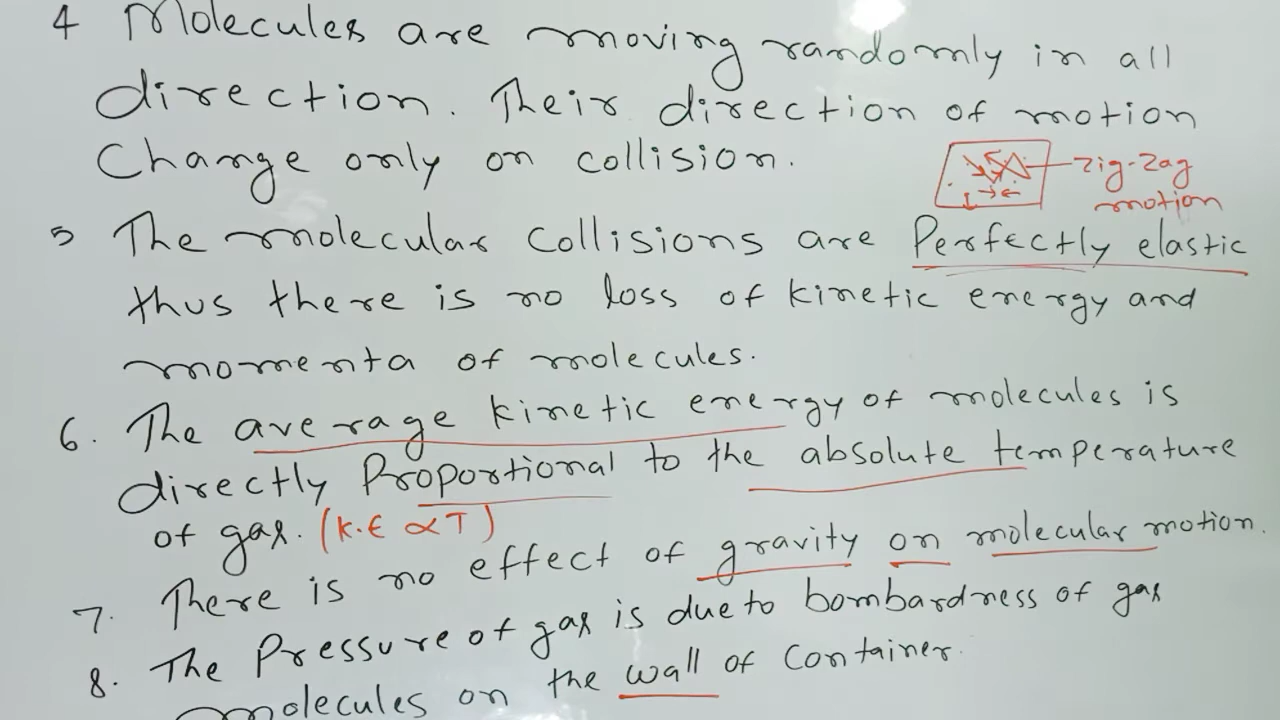 4 Molecules are moving randomly in all
direction. Their direction of motion
Change only on collision.
zig-zag
motion
5 The molecular collisions are Perfectly elastic
thus there is no loss of kinetic energy and
momenta of molecules.
6. The average kinetic energy of molecules is
directly Proportional to the absolute temperature
of gas. (K.E ∝ T)
7. There is no effect of gravity on molecular motion.
8. The Pressure of gas is due to bombardness of gas
molecules on the wall of Container.